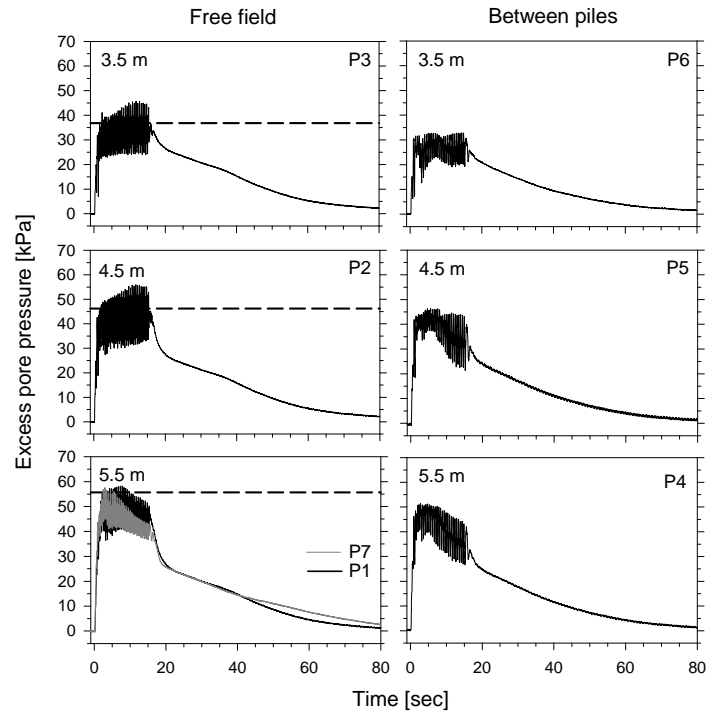 Free field
Between piles
Excess pore pressure [kPa]
70
60
50
40
30
20
10
0
3.5 m
P3
3.5 m
P6
70
60
50
40
30
20
10
0
4.5 m
P2
4.5 m
P5
70
60
50
40
30
20
10
0
5.5 m
P7
P1
5.5 m
P4
0 20 40 60 80
0 20 40 60 80
Time [sec]